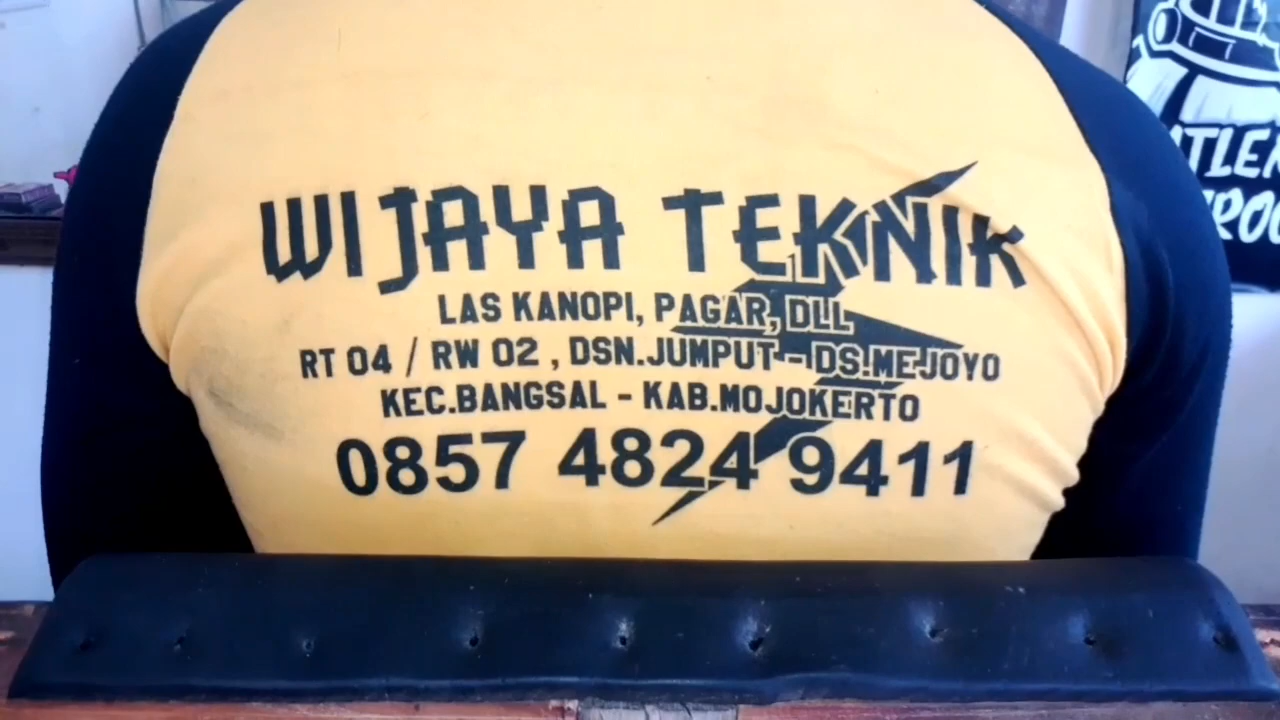 WIJAYA TEKNIK
LAS KANOPI, PAGAR, DLL
RT 04 / RW 02 , DSN.JUMPUT - DS.MEJOYO
KEC.BANGSAL - KAB.MOJOKERTO
0857 4824 9411